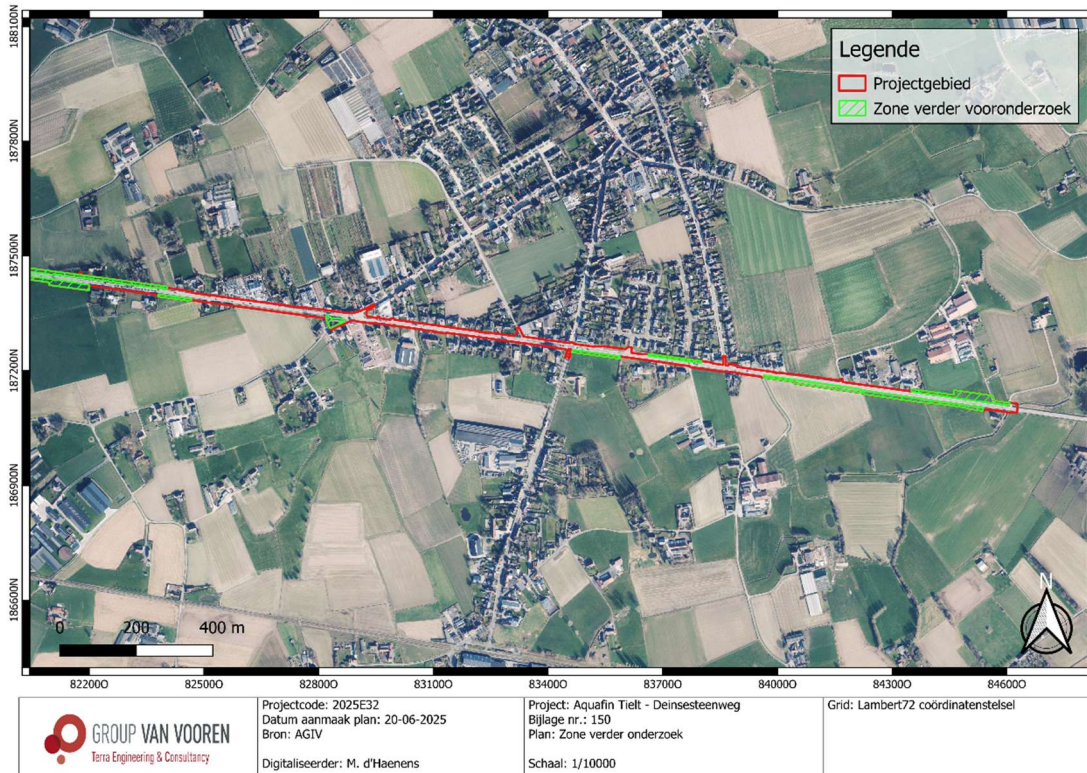 188100N
187800N
187500N
187200N
186900N
186600N
Legende
Projectgebied
Zone verder vooronderzoek
N
0 200 400 m
822000 825000 828000 831000 834000 837000 840000 843000 846000
GROUP VAN VOOREN
Terra Engineering & Consultancy
Projectcode: 2025E32
Datum aanmaak plan: 20-06-2025
Bron: AGIV
Digitaliseerder: M. d'Haenens
Project: Aquafin Tielt - Deinsesteenweg
Bijlage nr.: 150
Plan: Zone verder onderzoek
Schaal: 1/10000
Grid: Lambert72 coördinatenstelsel